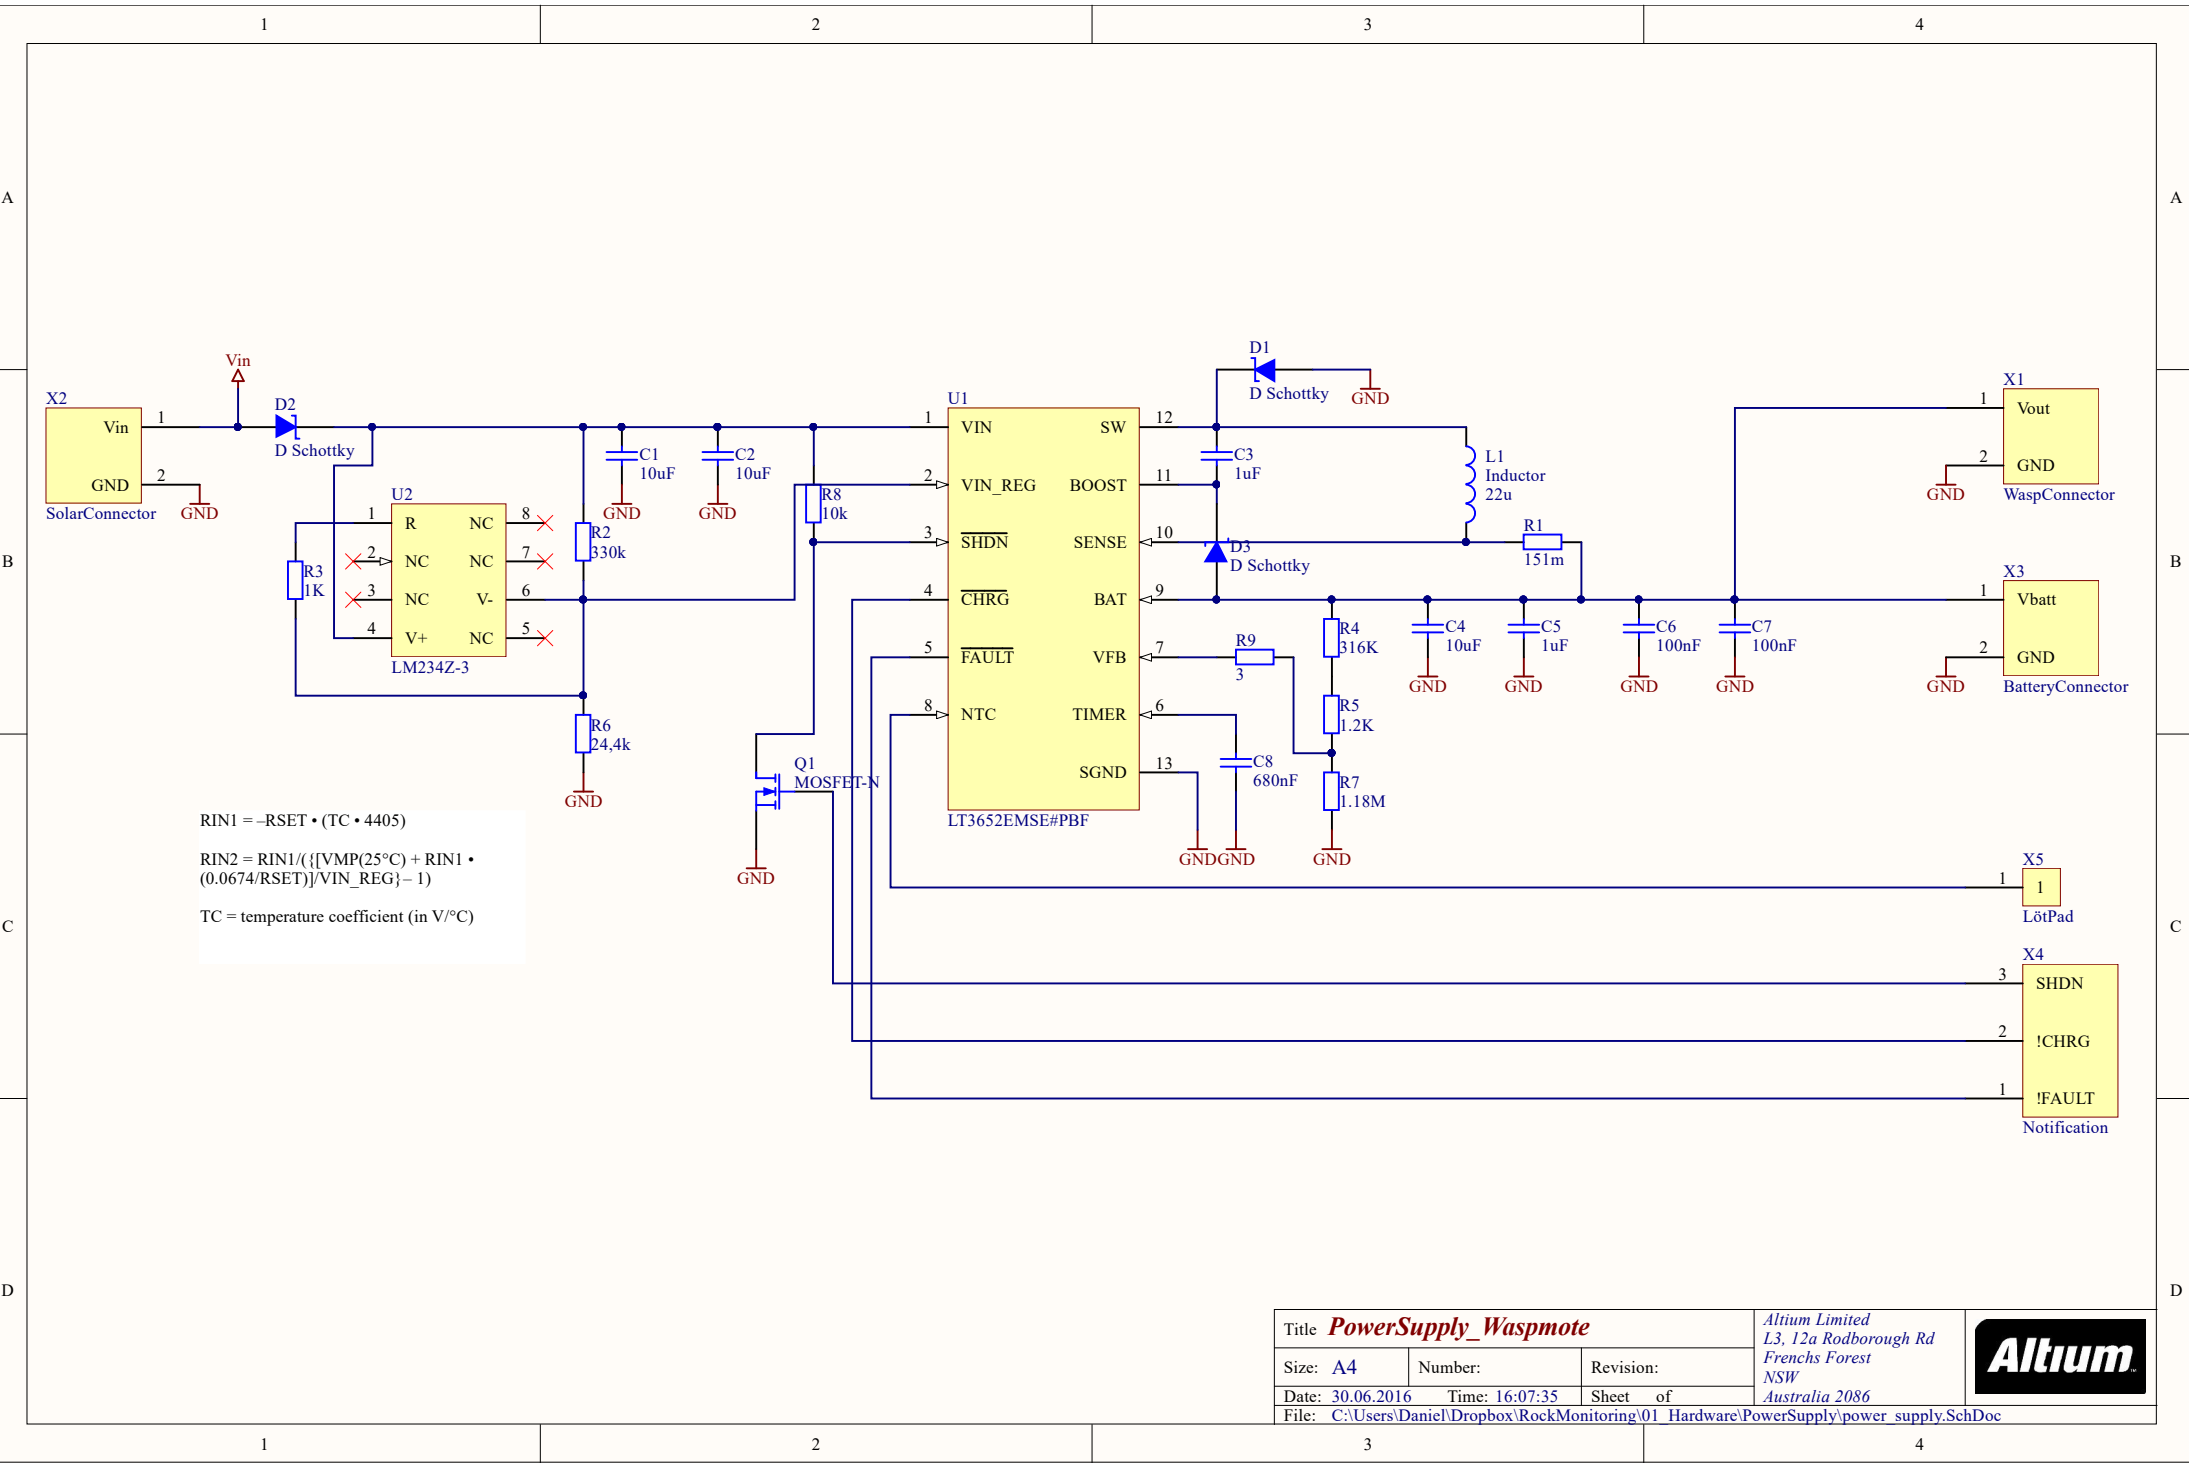 1 2 3 4
A A
B B
C C
D D
1 2 3 4
Vin
X2
Vin 1
GND 2
SolarConnector
GND
D2
D Schottky
U2
1 R NC 8
2 NC NC 7
3 NC V- 6
4 V+ NC 5
LM234Z-3
R3
1K
R2
330k
R6
24,4k
GND
C1
10uF
GND
C2
10uF
GND
R8
10k
Q1
MOSFET-N
GND
RIN1 = –RSET • (TC • 4405)
RIN2 = RIN1/({[VMP(25°C) + RIN1 •
(0.0674/RSET)]/VIN_REG}– 1)
TC = temperature coefficient (in V/°C)
U1
1 VIN SW 12
2 VIN_REG BOOST 11
3 SHDN SENSE 10
4 CHRG BAT 9
5 FAULT VFB 7
8 NTC TIMER 6
SGND 13
LT3652EMSE#PBF
D1
D Schottky
GND
C3
1uF
D3
D Schottky
L1
Inductor
22u
R1
151m
R9
3
R4
316K
R5
1.2K
R7
1.18M
GND
C8
680nF
GND
GND
C4
10uF
GND
C5
1uF
GND
C6
100nF
GND
C7
100nF
GND
X1
1 Vout
2 GND
GND
WaspConnector
X3
1 Vbatt
2 GND
GND
BatteryConnector
X5
1 1
LötPad
X4
3 SHDN
2 !CHRG
1 !FAULT
Notification
Title PowerSupply_Waspmote
Size: A4 Number: Revision:
Date: 30.06.2016 Time: 16:07:35 Sheet of
File: C:\Users\Daniel\Dropbox\RockMonitoring\01_Hardware\PowerSupply\power_supply.SchDoc
Altium Limited
L3, 12a Rodborough Rd
Frenchs Forest
NSW
Australia 2086
Altium